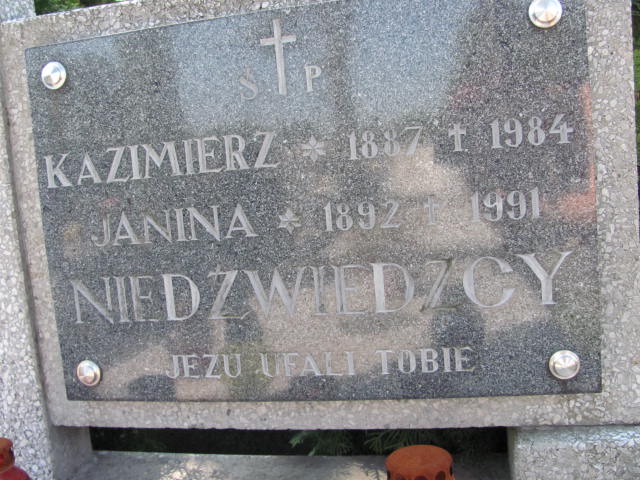 Ś † P
KAZIMIERZ * 1887 † 1984
JANINA * 1892 † 1991
NIEDŹWIEDZCY
JEZU UFALI TOBIE